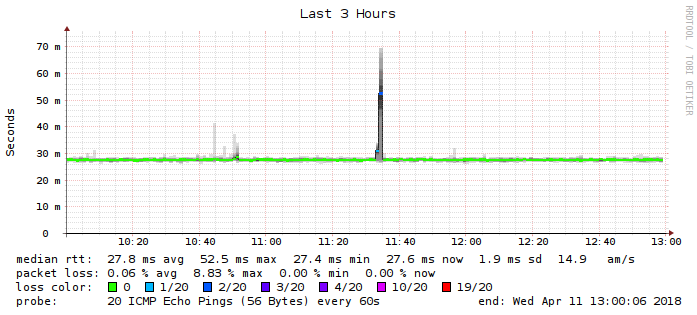 Last 3 Hours
RRDTOOL / TOBI OETIKER
Seconds
70 m
60 m
50 m
40 m
30 m
20 m
10 m
0
10:20 10:40 11:00 11:20 11:40 12:00 12:20 12:40 13:00
median rtt: 27.8 ms avg 52.5 ms max 27.4 ms min 27.6 ms now 1.9 ms sd 14.9 am/s
packet loss: 0.06 % avg 8.83 % max 0.00 % min 0.00 % now
loss color: 0 1/20 2/20 3/20 4/20 10/20 19/20
probe: 20 ICMP Echo Pings (56 Bytes) every 60s end: Wed Apr 11 13:00:06 2018